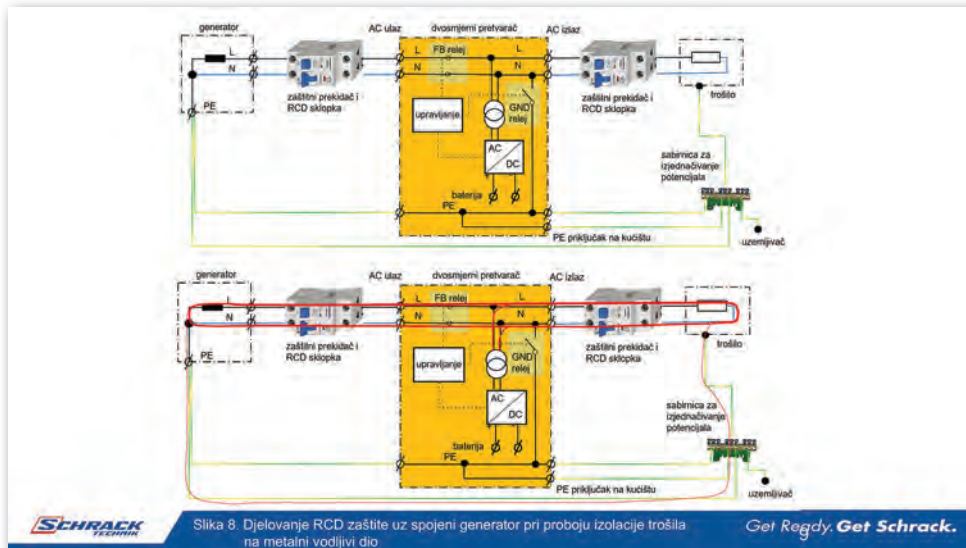 generator
AC ulaz
dvosmjerni pretvarač
AC izlaz
L
L
FB relej
L
N
N
N
zaštitni prekidač i
RCD sklopka
zaštitni prekidač i
RCD sklopka
trošilo
PE
upravljanje
GND
relej
AC
DC
sabirnica za
izjednačivanje
potencijala
baterija
PE
PE priključak na kućištu
uzemljivač
generator
AC ulaz
dvosmjerni pretvarač
AC izlaz
L
L
FB relej
L
N
N
N
zaštitni prekidač i
RCD sklopka
zaštitni prekidač i
RCD sklopka
trošilo
PE
upravljanje
GND
relej
AC
DC
sabirnica za
izjednačivanje
potencijala
baterija
PE
PE priključak na kućištu
uzemljivač
SCHRACK
TECHNIK
Slika 8. Djelovanje RCD zaštite uz spojeni generator pri proboju izolacije trošila
na metalni vodljivi dio
Get Ready. Get Schrack.